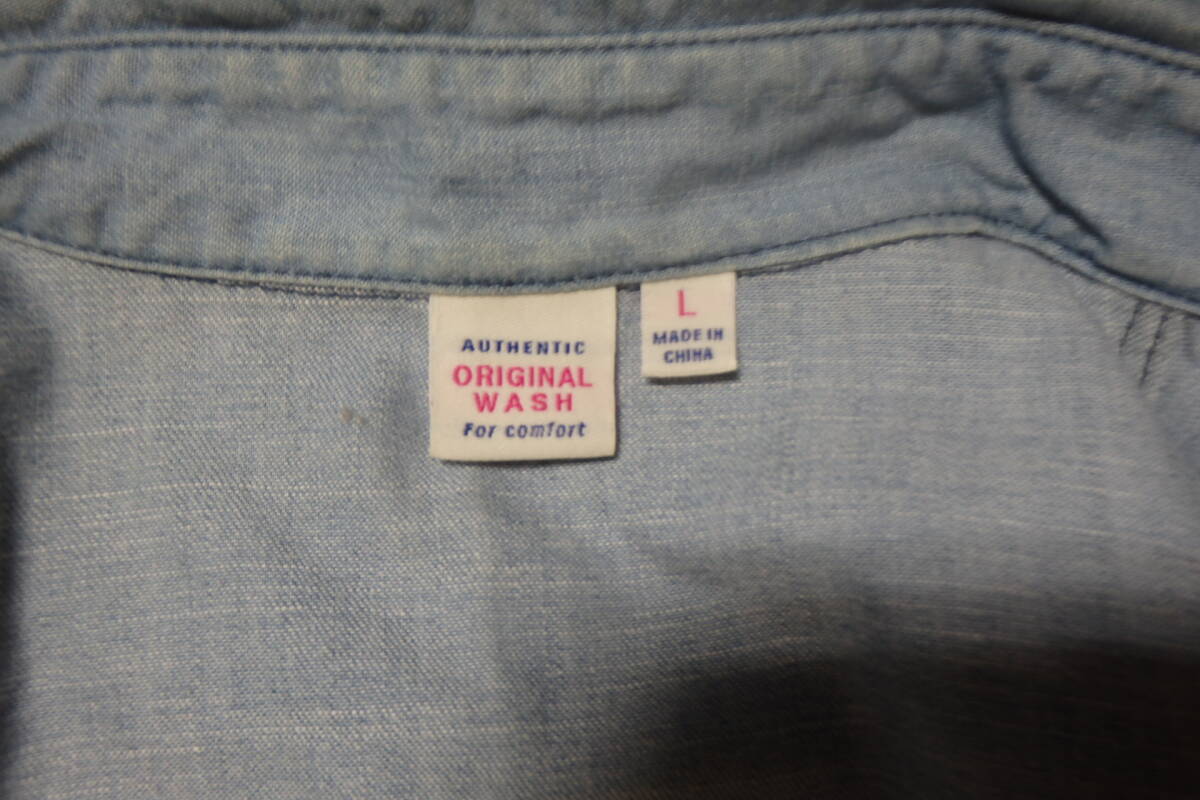 AUTHENTIC
ORIGINAL
WASH
For comfort
L
MADE IN
CHINA